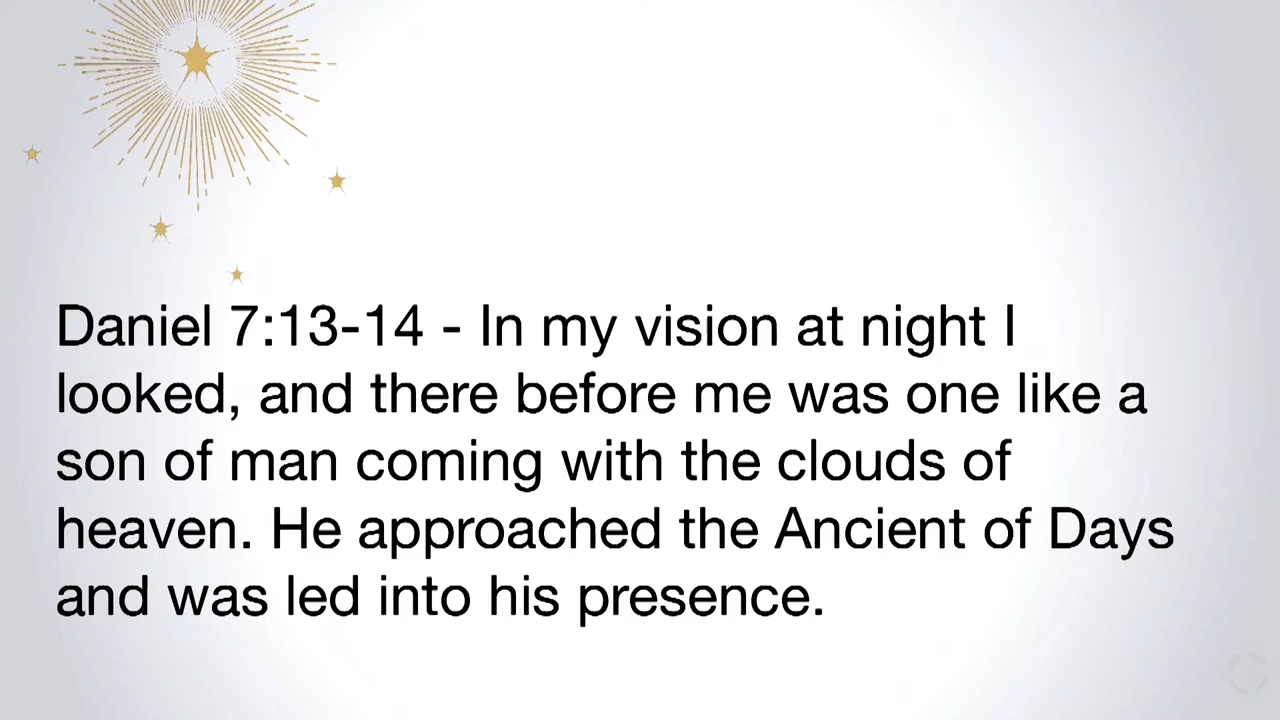 Daniel 7:13-14 - In my vision at night I
looked, and there before me was one like a
son of man coming with the clouds of
heaven. He approached the Ancient of Days
and was led into his presence.